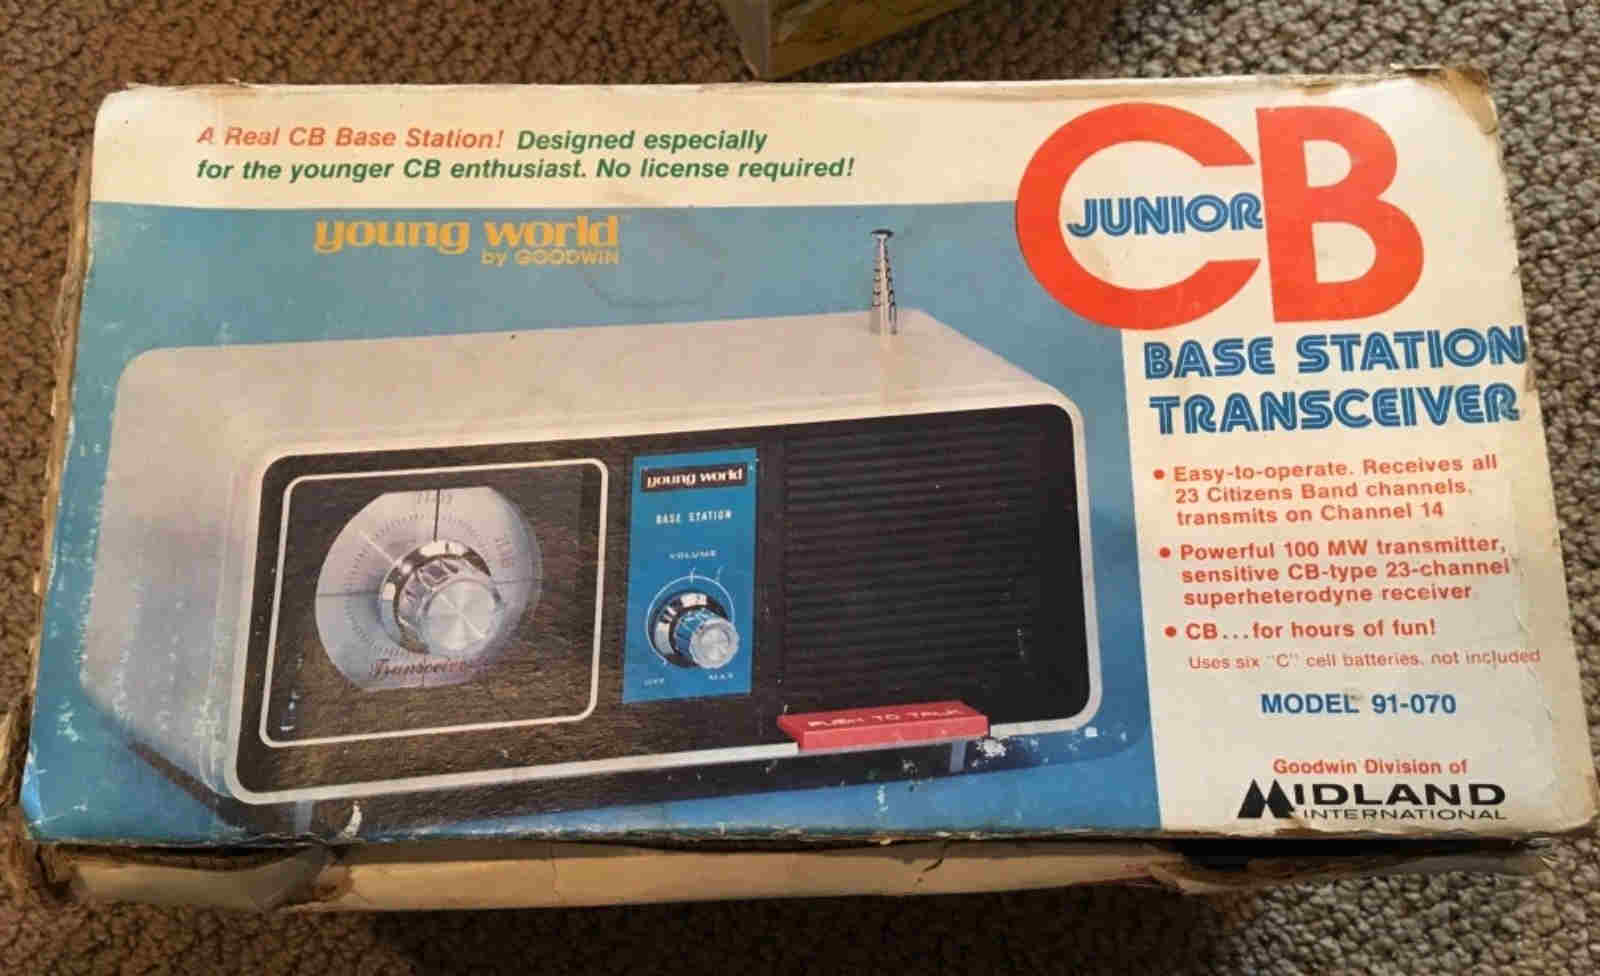 A Real CB Base Station! Designed especially
for the younger CB enthusiast. No license required!
young world
by GOODWIN
CB
JUNIOR
BASE STATION
TRANSCEIVER
• Easy-to-operate. Receives all
23 Citizens Band channels,
transmits on Channel 14
• Powerful 100 MW transmitter,
sensitive CB-type 23-channel
superheterodyne receiver
• CB...for hours of fun!
Uses six "C" cell batteries, not included
MODEL 91-070
Goodwin Division of
MIDLAND
INTERNATIONAL
young world
BASE STATION
VOLUME
OFF MAX
Transceiver
PUSH TO TALK